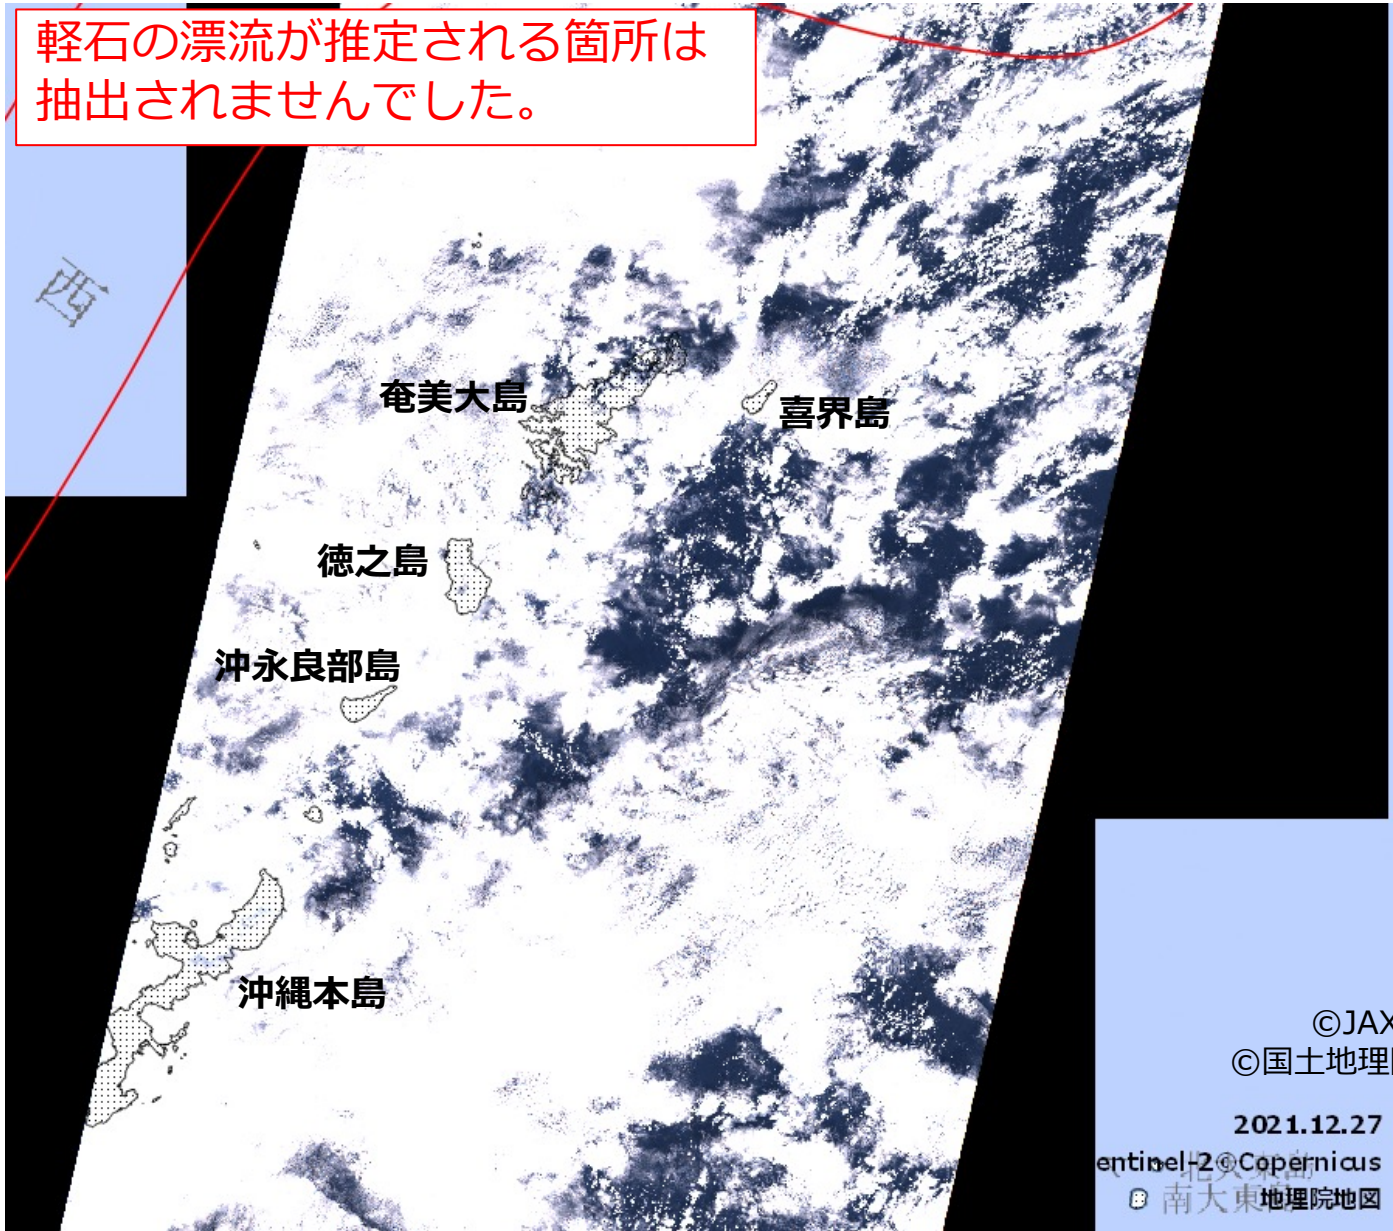 軽石の漂流が推定される箇所は
抽出されませんでした。
西
奄美大島
喜界島
徳之島
沖永良部島
沖縄本島
©JAX
©国土地理
2021.12.27
entinel-2©Copernicus
南大東
地理院地図